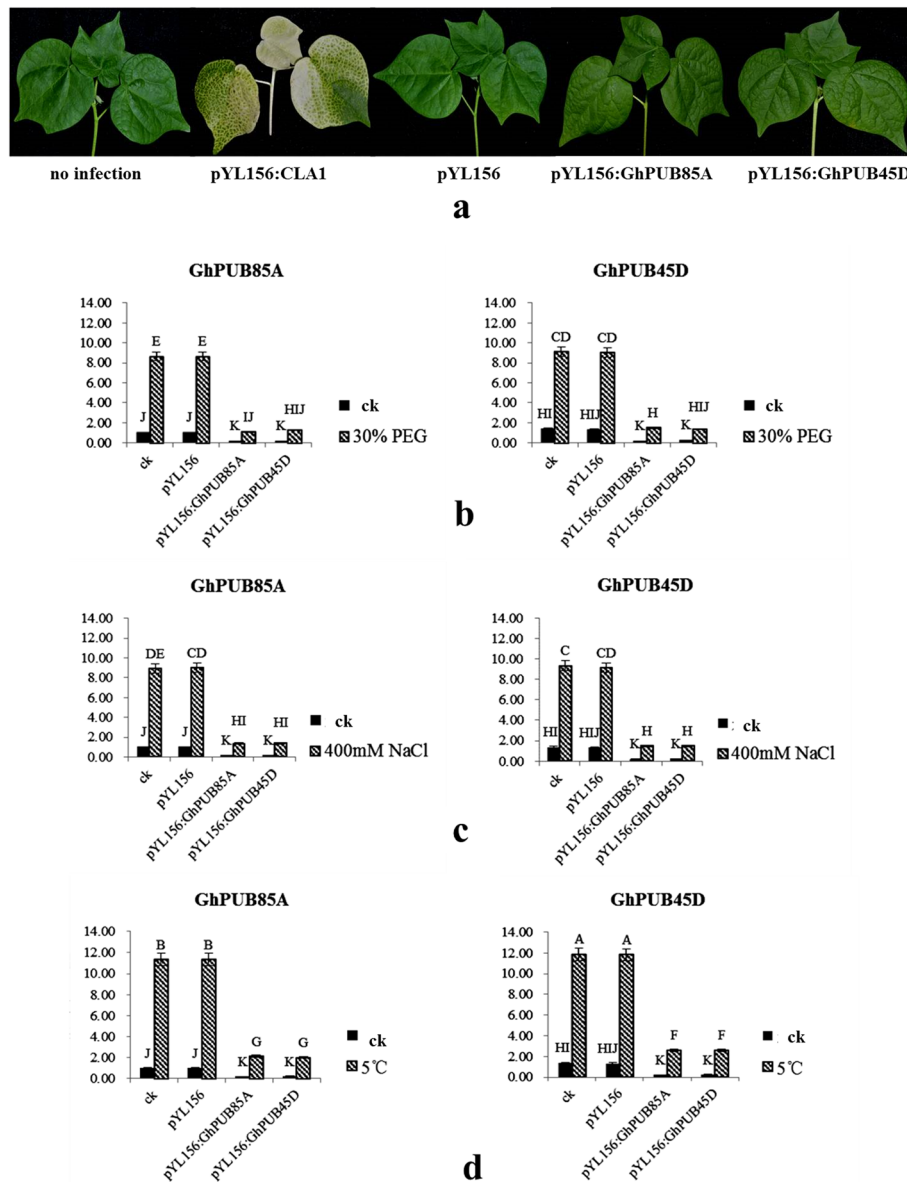 no infection pYL156:CLA1 pYL156 pYL156:GhPUB85A pYL156:GhPUB45D
a
GhPUB85A
14.00
12.00
10.00
8.00
6.00
4.00
2.00
0.00
J E J E K IJ K HIJ
ck
30% PEG
ck pYL156 pYL156:GhPUB85A pYL156:GhPUB45D
GhPUB45D
14.00
12.00
10.00
8.00
6.00
4.00
2.00
0.00
HI CD HIJ CD K H K HIJ
ck
30% PEG
ck pYL156 pYL156:GhPUB85A pYL156:GhPUB45D
b
GhPUB85A
14.00
12.00
10.00
8.00
6.00
4.00
2.00
0.00
J DE J CD K HI K HI
ck
400mM NaCl
ck pYL156 pYL156:GhPUB85A pYL156:GhPUB45D
GhPUB45D
14.00
12.00
10.00
8.00
6.00
4.00
2.00
0.00
HI C HIJ CD K H K H
ck
400mM NaCl
ck pYL156 pYL156:GhPUB85A pYL156:GhPUB45D
c
GhPUB85A
14.00
12.00
10.00
8.00
6.00
4.00
2.00
0.00
J B J B K G K G
ck
5℃
ck pYL156 pYL156:GhPUB85A pYL156:GhPUB45D
GhPUB45D
14.00
12.00
10.00
8.00
6.00
4.00
2.00
0.00
HI A HIJ A K F K F
ck
5℃
ck pYL156 pYL156:GhPUB85A pYL156:GhPUB45D
d